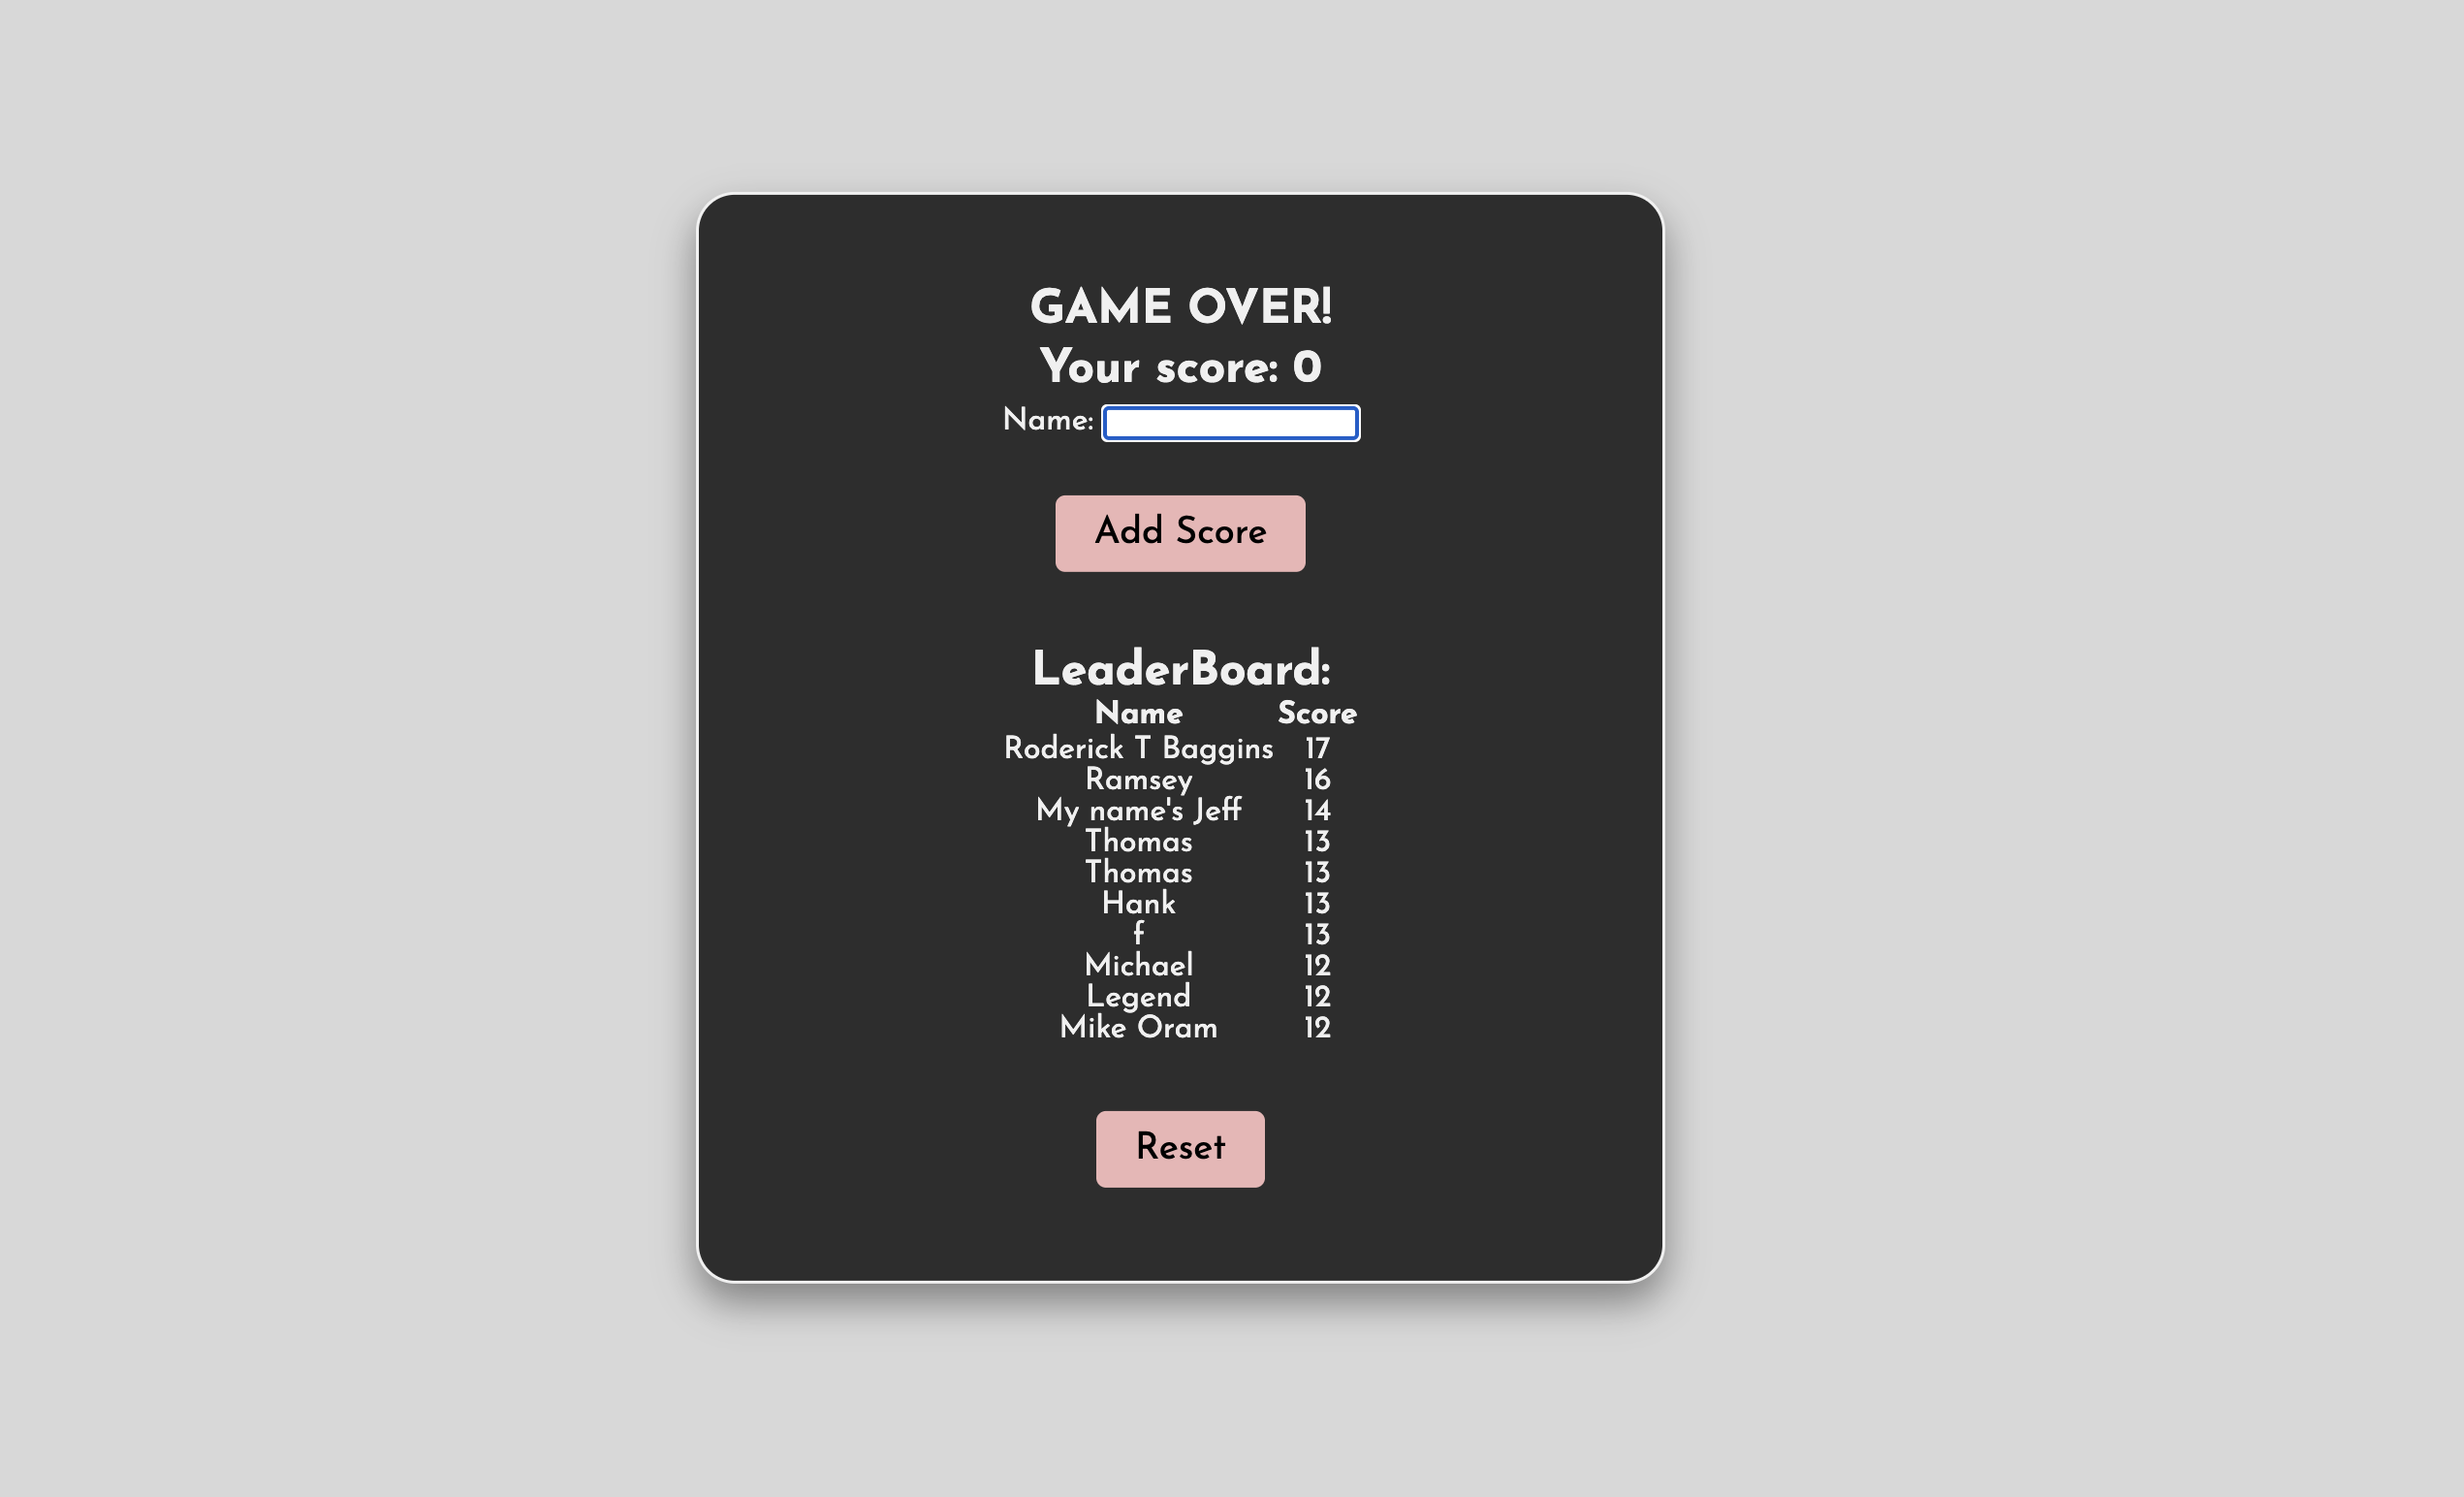 GAME OVER!
Your score: 0
Name:
Add Score
LeaderBoard:
Name Score
Roderick T Baggins 17
Ramsey 16
My name's Jeff 14
Thomas 13
Thomas 13
Hank 13
f 13
Michael 12
Legend 12
Mike Oram 12
Reset